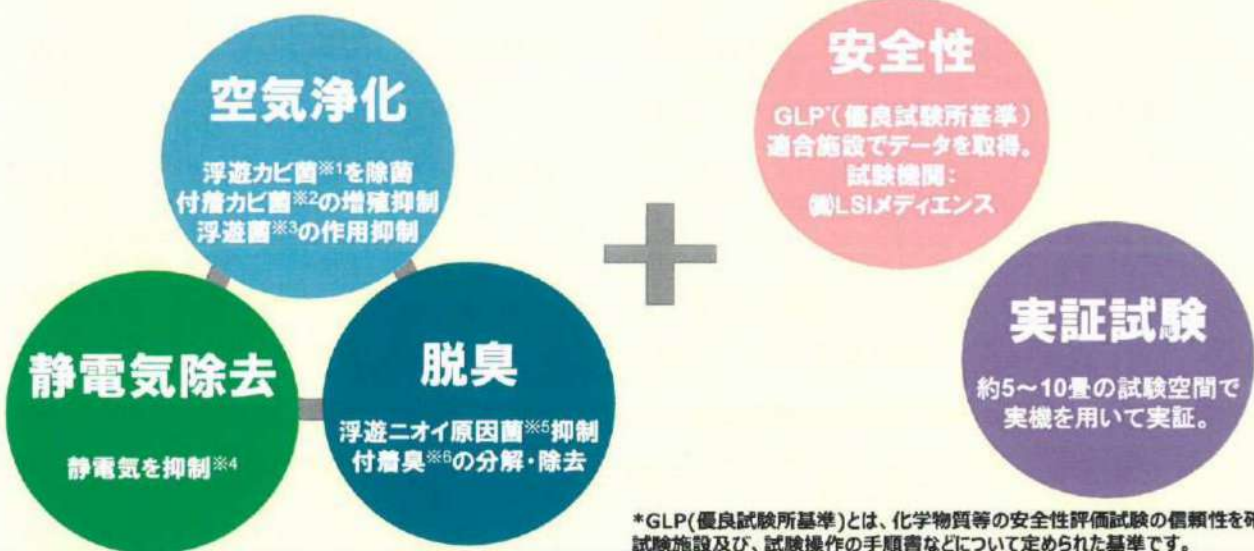 空気浄化
浮遊カビ菌※1を除菌
付着カビ菌※2の増殖抑制
浮遊菌※3の作用抑制
静電気除去
静電気を抑制※4
脱臭
浮遊ニオイ原因菌※5抑制
付着臭※6の分解・除去
+
安全性
GLP*(優良試験所基準)
適合施設でデータを取得。
試験機関:
㈱LSIメディエンス
実証試験
約5～10畳の試験空間で
実機を用いて実証。
*GLP(優良試験所基準)とは、化学物質等の安全性評価試験の信頼性を確
試験施設及び、試験操作の手順書などについて定められた基準です。